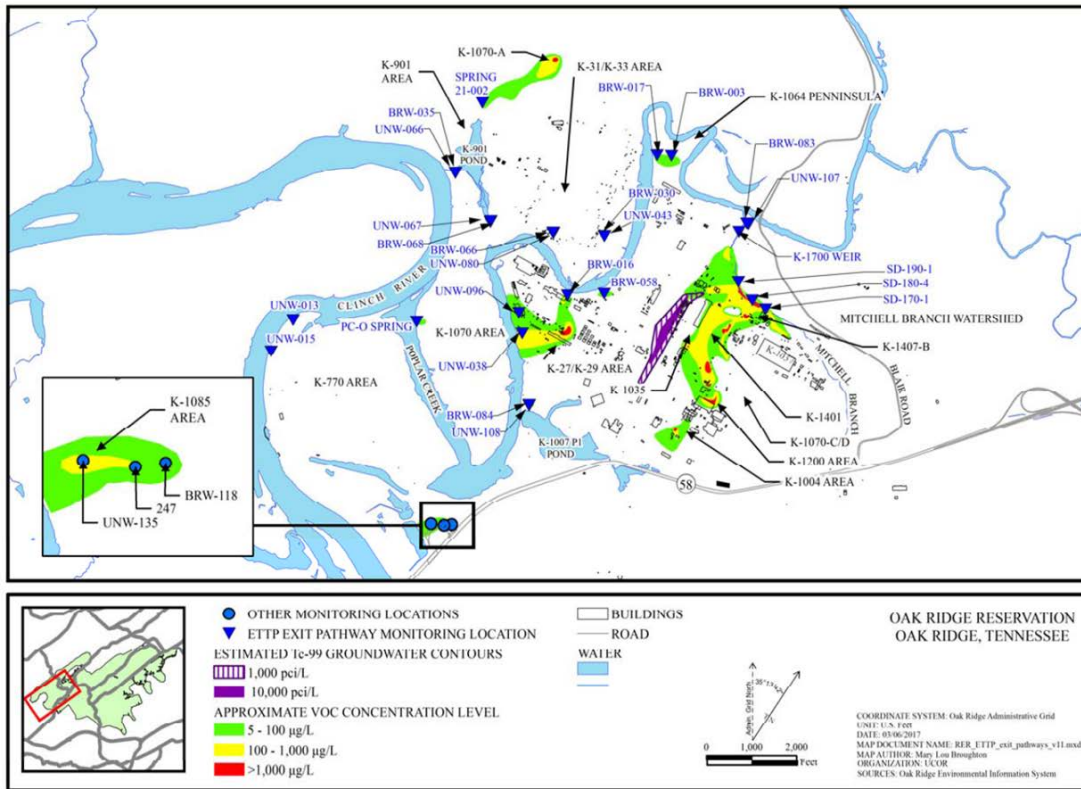 K-1070-A
K-901
AREA
K-31/K-33 AREA
SPRING
21-002
BRW-017
BRW-003
K-1064 PENNINSULA
BRW-035
UNW-066
K-901
POND
BRW-083
UNW-107
BRW-030
UNW-043
UNW-067
BRW-068
BRW-066
UNW-080
K-1700 WEIR
BRW-016
SD-190-1
BRW-058
SD-180-4
CLINCH RIVER
UNW-096
SD-170-1
UNW-013
PC-O SPRING
K-1070 AREA
MITCHELL BRANCH WATERSHED
UNW-015
K-1407-B
POPLAR CREEK
UNW-038
K-27/K-29 AREA
K-1035
K-1037
MITCHELL
BRANCH
BLAIR ROAD
K-770 AREA
K-1401
BRW-084
UNW-108
K-1007 P1
POND
K-1070-C/D
K-1200 AREA
K-1004 AREA
58
K-1085
AREA
BRW-118
247
UNW-135
OTHER MONITORING LOCATIONS
ETTP EXIT PATHWAY MONITORING LOCATION
ESTIMATED Tc-99 GROUNDWATER CONTOURS
1,000 pci/L
10,000 pci/L
APPROXIMATE VOC CONCENTRATION LEVEL
5 - 100 µg/L
100 - 1,000 µg/L
>1,000 µg/L
BUILDINGS
ROAD
WATER
OAK RIDGE RESERVATION
OAK RIDGE, TENNESSEE
0 1,000 2,000
Feet
COORDINATE SYSTEM: Oak Ridge Administrative Grid
UNIT: U.S. Feet
DATE: 03/06/2017
MAP DOCUMENT NAME: RER_ETTP_exit_pathways_v11.mxd
MAP AUTHOR: Mary Lou Broughton
ORGANIZATION: UCOR
SOURCES: Oak Ridge Environmental Information System